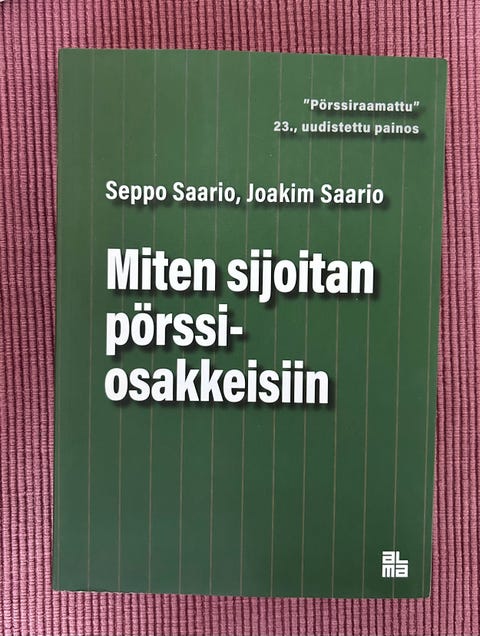 "Pörssiraamattu"
23., uudistettu painos
Seppo Saario, Joakim Saario
Miten sijoitan
pörssi-
osakkeisiin
ALMA